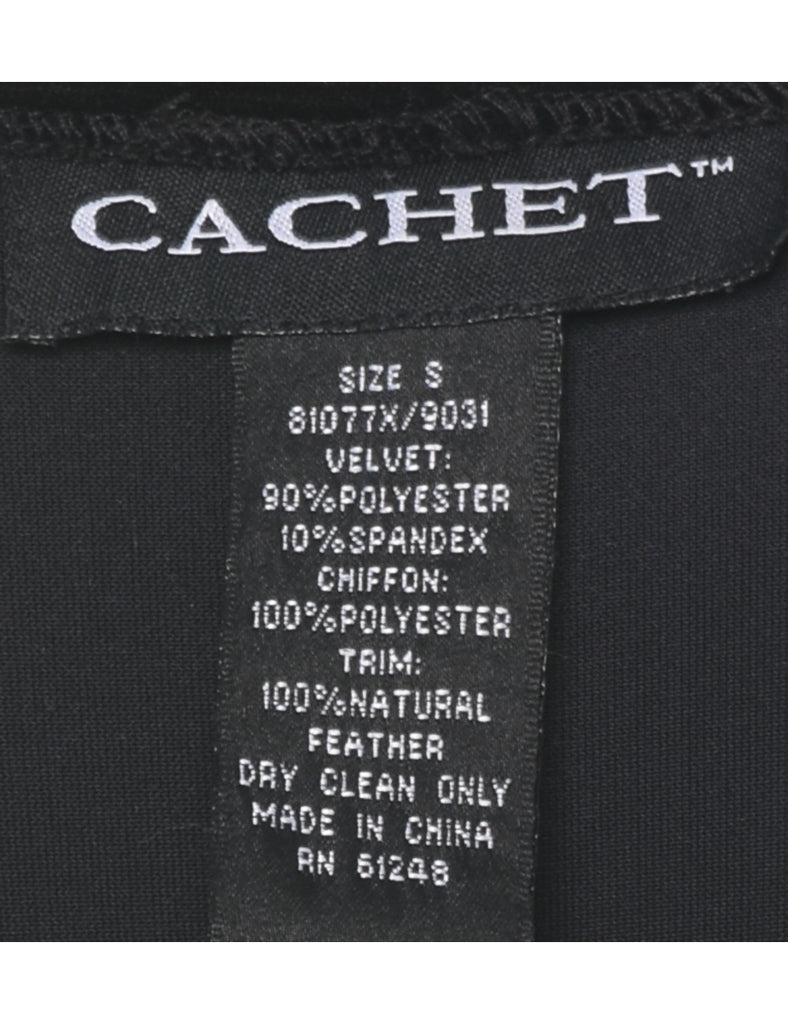 CACHET™
SIZE S
81077X/9031
VELVET:
90%POLYESTER
10%SPANDEX
CHIFFON:
100%POLYESTER
TRIM:
100%NATURAL
FEATHER
DRY CLEAN ONLY
MADE IN CHINA
RN 61248